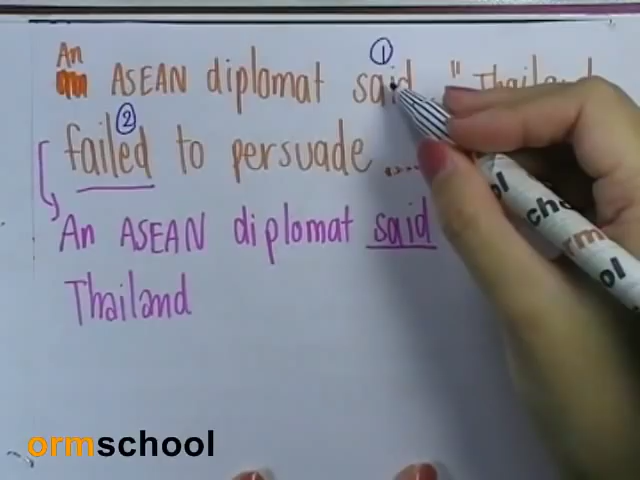 An
① ASEAN diplomat said "Thailand
② failed to persuade ....
An ASEAN diplomat said
Thailand
ormschool